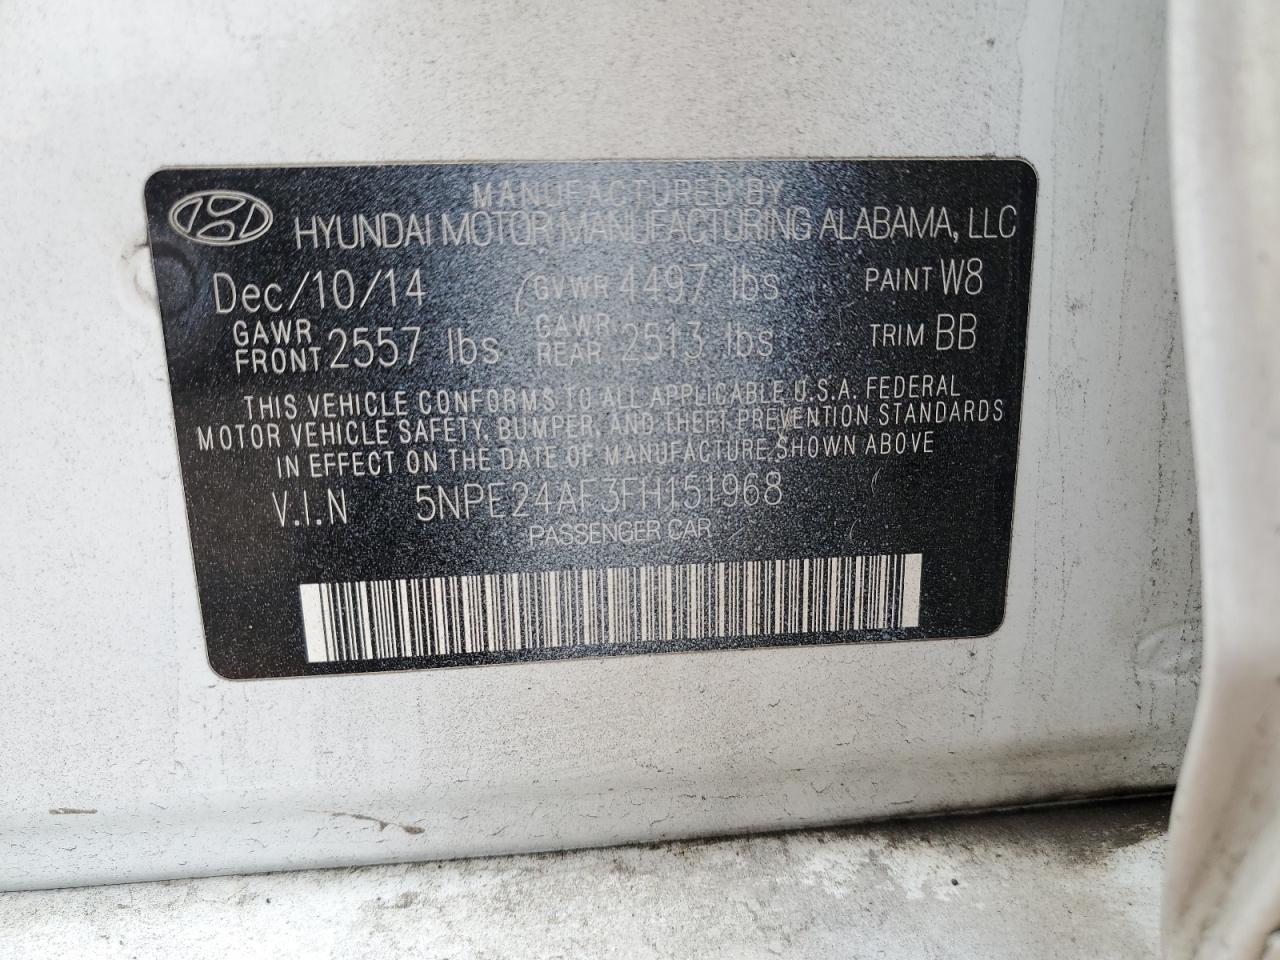 MANUFACTURED BY
HYUNDAI MOTOR MANUFACTURING ALABAMA, LLC
Dec/10/14 GVWR 4497 lbs PAINT W8
GAWR FRONT 2557 lbs GAWR REAR 2513 lbs TRIM BB
THIS VEHICLE CONFORMS TO ALL APPLICABLE U.S.A. FEDERAL
MOTOR VEHICLE SAFETY, BUMPER, AND THEFT PREVENTION STANDARDS
IN EFFECT ON THE DATE OF MANUFACTURE SHOWN ABOVE
V.I.N 5NPE24AF3FH151968
PASSENGER CAR